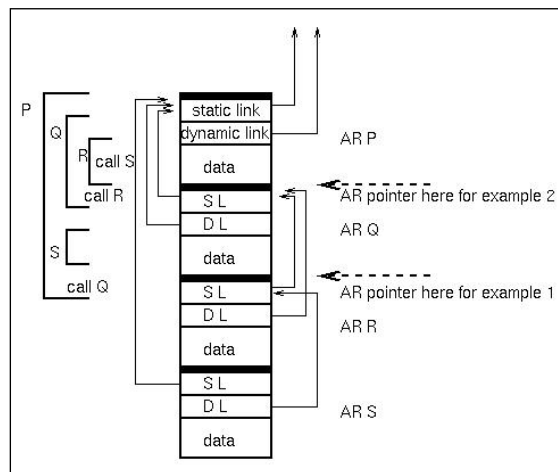 P
Q
R
call S
call R
S
call Q
static link
dynamic link
data
AR P
AR pointer here for example 2
S L
D L
data
AR Q
AR pointer here for example 1
S L
D L
data
AR R
S L
D L
data
AR S